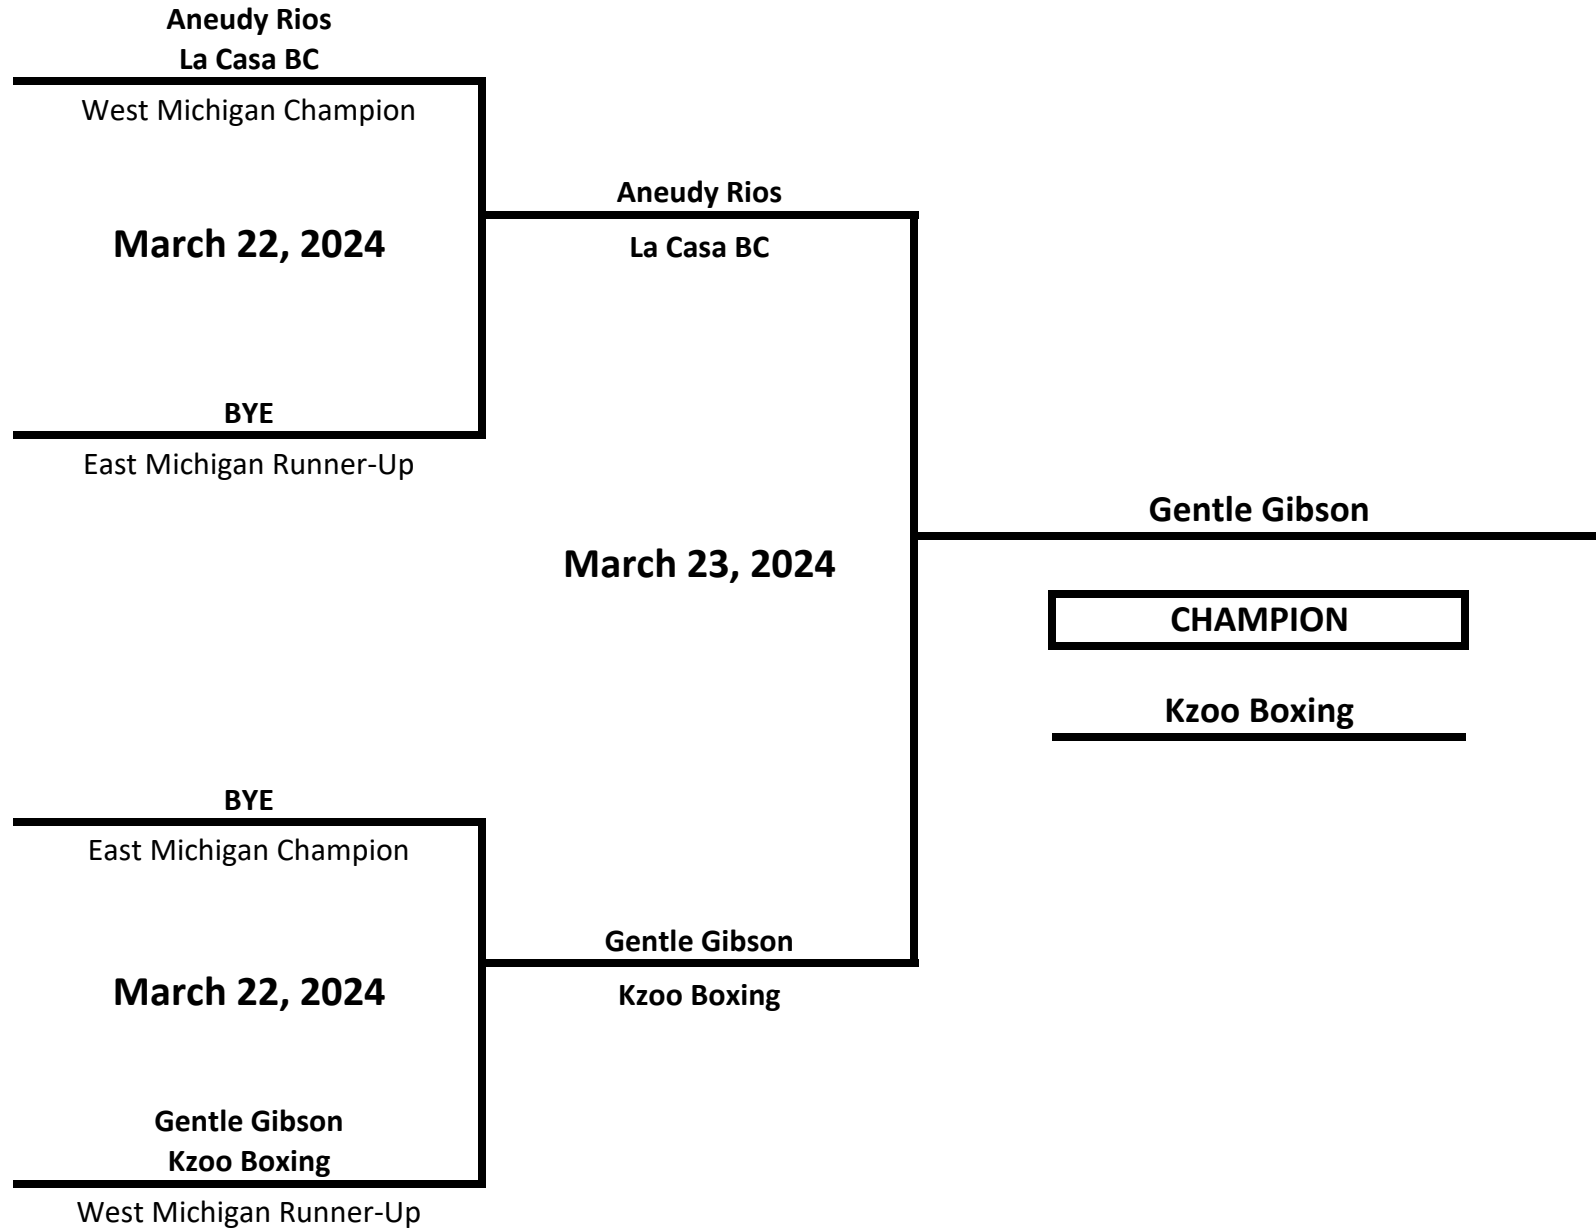 Aneudy Rios
La Casa BC
West Michigan Champion
March 22, 2024
BYE
East Michigan Runner-Up
Aneudy Rios
La Casa BC
March 23, 2024
Gentle Gibson
CHAMPION
Kzoo Boxing
BYE
East Michigan Champion
March 22, 2024
Gentle Gibson
Kzoo Boxing
West Michigan Runner-Up
Gentle Gibson
Kzoo Boxing